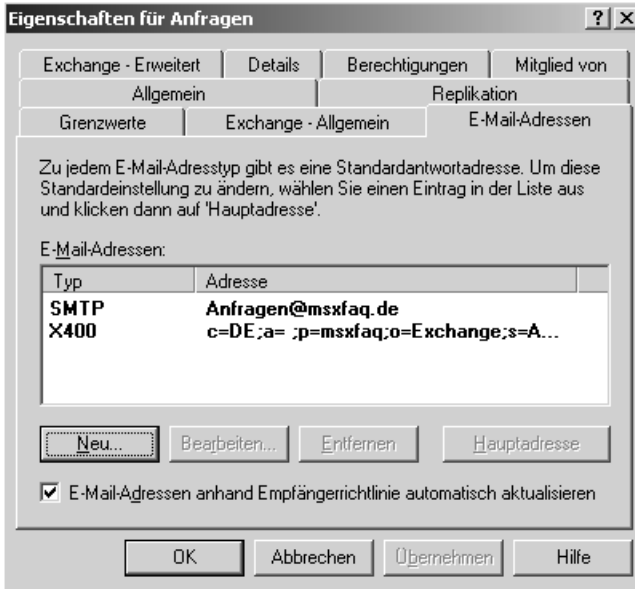 Eigenschaften für Anfragen
Exchange - Erweitert Details Berechtigungen Mitglied von
Allgemein Replikation
Grenzwerte Exchange - Allgemein E-Mail-Adressen
Zu jedem E-Mail-Adresstyp gibt es eine Standardantwortadresse. Um diese
Standardeinstellung zu ändern, wählen Sie einen Eintrag in der Liste aus
und klicken dann auf 'Hauptadresse'.
E-Mail-Adressen:
Typ Adresse
SMTP Anfragen@msxfaq.de
X400 c=DE;a= ;p=msxfaq;o=Exchange;s=A...
Neu... Bearbeiten... Entfernen Hauptadresse
E-Mail-Adressen anhand Empfängerrichtlinie automatisch aktualisieren
OK Abbrechen Übernehmen Hilfe